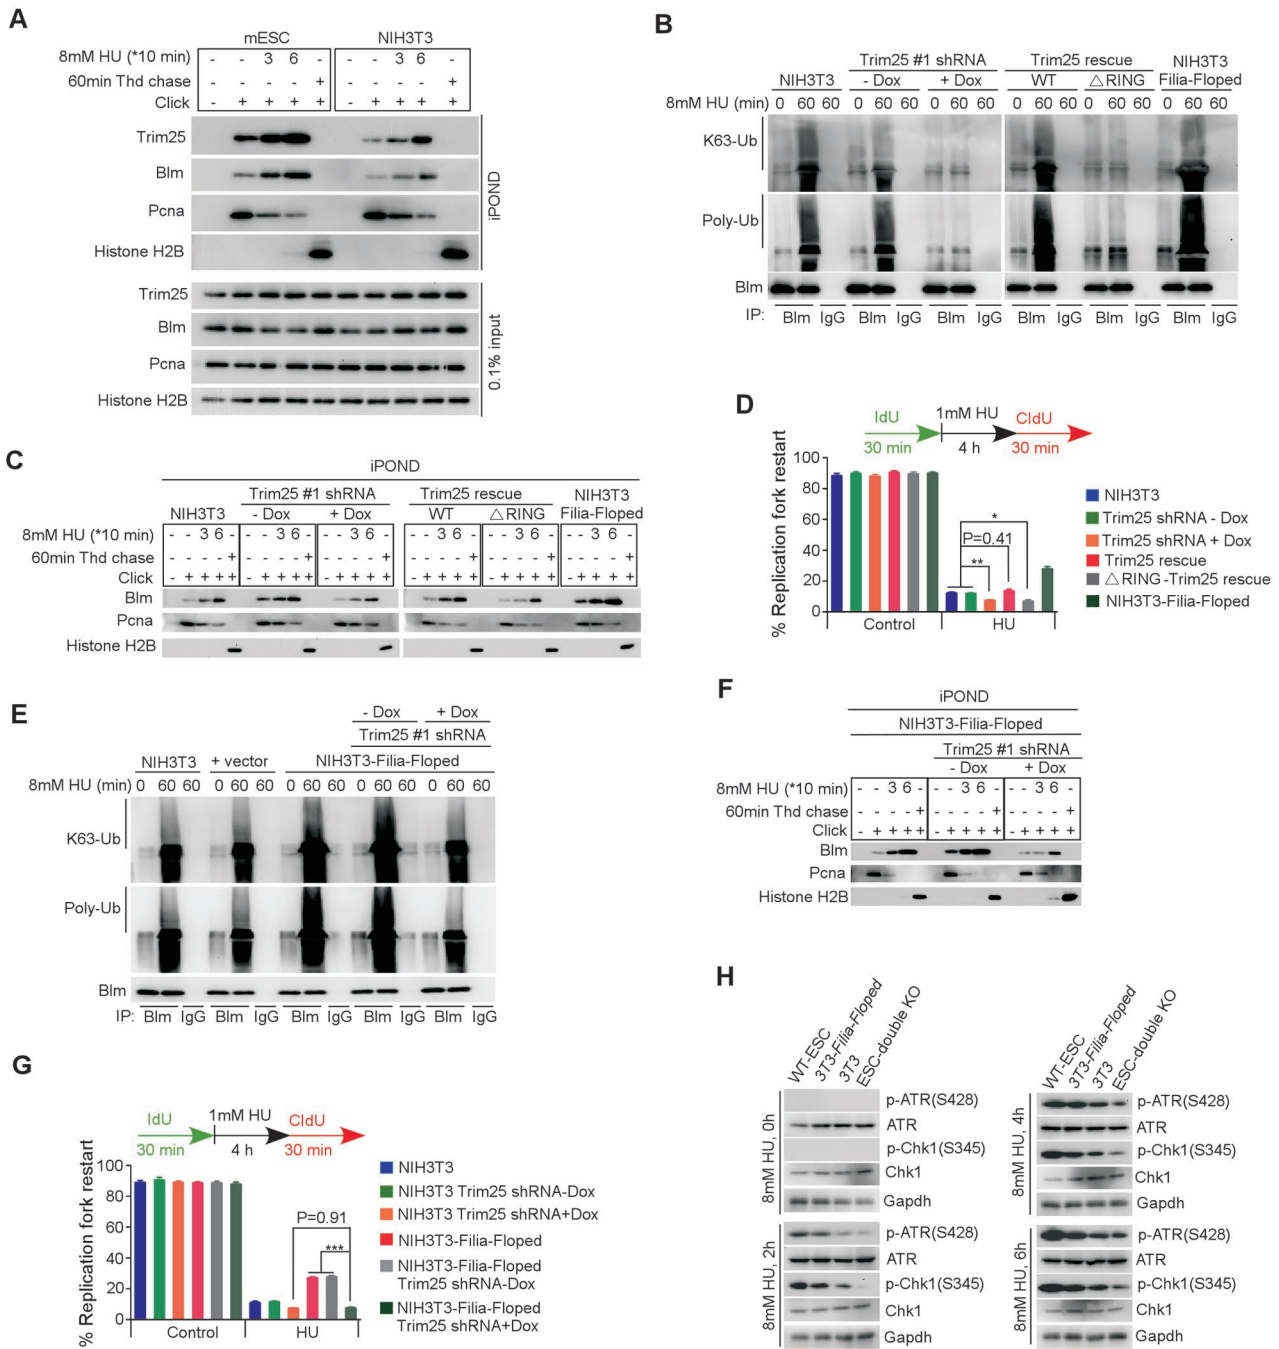 A
mESC NIH3T3
8mM HU (*10 min) - - 3 6 - - 3 6
60min Thd chase - - - - + - - - - +
Click - + + + + - + + + +
Trim25
Blm
Pcna
Histone H2B
iPOND
Trim25
Blm
Pcna
Histone H2B
0.1% input
B
Trim25 #1 shRNA Trim25 rescue NIH3T3
NIH3T3 - Dox + Dox WT △RING Filia-Floped
8mM HU (min) 0 60 60 0 60 60 0 60 60 0 60 60 0 60 60 0 60 60
K63-Ub
Poly-Ub
Blm
IP: Blm IgG Blm IgG Blm IgG Blm IgG Blm IgG Blm IgG
C
iPOND
Trim25 #1 shRNA Trim25 rescue NIH3T3
NIH3T3 - Dox + Dox WT △RING Filia-Floped
8mM HU (*10 min) - - 3 6 - - - 3 6 - - - 3 6 - - - 3 6 - - - 3 6 - - - 3 6 -
60min Thd chase - - - - + - - - - + - - - - + - - - - + - - - - + - - - - +
Click - + + + + - + + + + - + + + + - + + + + - + + + + - + + + +
Blm
Pcna
Histone H2B
D
IdU 1mM HU CldU
30 min 4 h 30 min
% Replication fork restart
100
80
60
40
20
0
P=0.41
*
**
Control HU
NIH3T3
Trim25 shRNA - Dox
Trim25 shRNA + Dox
Trim25 rescue
△RING -Trim25 rescue
NIH3T3-Filia-Floped
E
- Dox + Dox
Trim25 #1 shRNA
NIH3T3 + vector NIH3T3-Filia-Floped
8mM HU (min) 0 60 60 0 60 60 0 60 60 0 60 60 0 60 60
K63-Ub
Poly-Ub
Blm
IP: Blm IgG Blm IgG Blm IgG Blm IgG Blm IgG
F
iPOND
NIH3T3-Filia-Floped
Trim25 #1 shRNA
- Dox + Dox
8mM HU (*10 min) - - 3 6 - - - 3 6 - - - 3 6 -
60min Thd chase - - - - + - - - - + - - - - +
Click - + + + + - + + + + - + + + +
Blm
Pcna
Histone H2B
G
IdU 1mM HU CldU
30 min 4 h 30 min
% Replication fork restart
100
80
60
40
20
0
P=0.91
***
Control HU
NIH3T3
NIH3T3 Trim25 shRNA-Dox
NIH3T3 Trim25 shRNA+Dox
NIH3T3-Filia-Floped
NIH3T3-Filia-Floped
Trim25 shRNA-Dox
NIH3T3-Filia-Floped
Trim25 shRNA+Dox
H
WT-ESC 3T3-Filia-Floped 3T3 ESC-double KO
8mM HU, 0h
p-ATR(S428)
ATR
p-Chk1(S345)
Chk1
Gapdh
8mM HU, 2h
p-ATR(S428)
ATR
p-Chk1(S345)
Chk1
Gapdh
WT-ESC 3T3-Filia-Floped 3T3 ESC-double KO
8mM HU, 4h
p-ATR(S428)
ATR
p-Chk1(S345)
Chk1
Gapdh
8mM HU, 6h
p-ATR(S428)
ATR
p-Chk1(S345)
Chk1
Gapdh